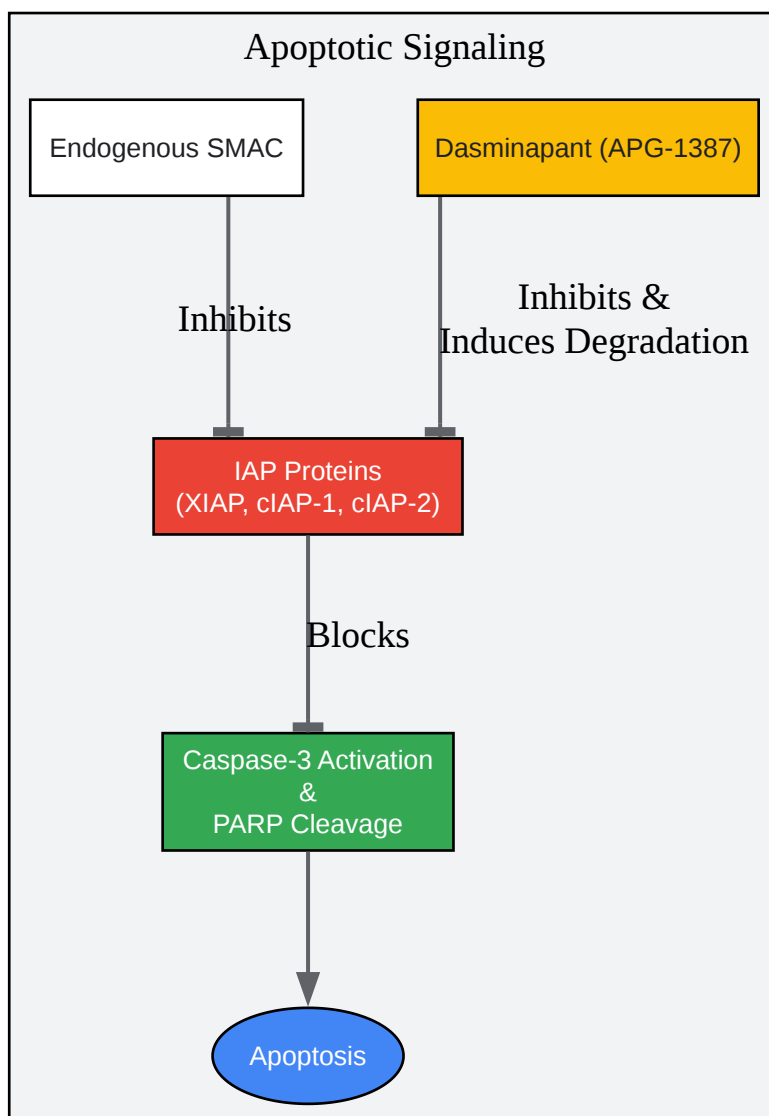 Apoptotic Signaling
Endogenous SMAC
Dasminapant (APG-1387)
Inhibits
Inhibits &
Induces Degradation
IAP Proteins
(XIAP, cIAP-1, cIAP-2)
Blocks
Caspase-3 Activation
&
PARP Cleavage
Apoptosis